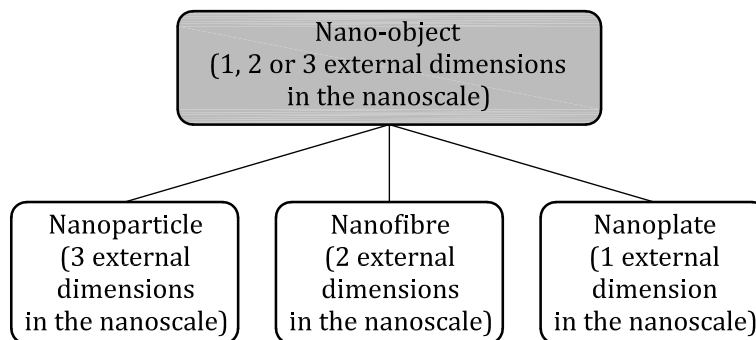 Nano-object
(1, 2 or 3 external dimensions
in the nanoscale)
Nanoparticle
(3 external
dimensions
in the nanoscale)
Nanofibre
(2 external
dimensions
in the nanoscale)
Nanoplate
(1 external
dimension
in the nanoscale)